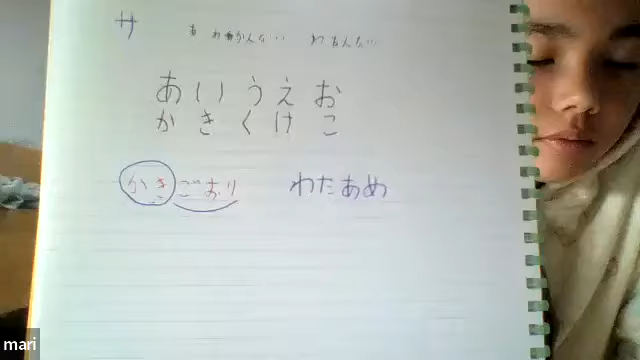 サ
あいうえお
かきくけこ
かきごおり わたあめ
mari